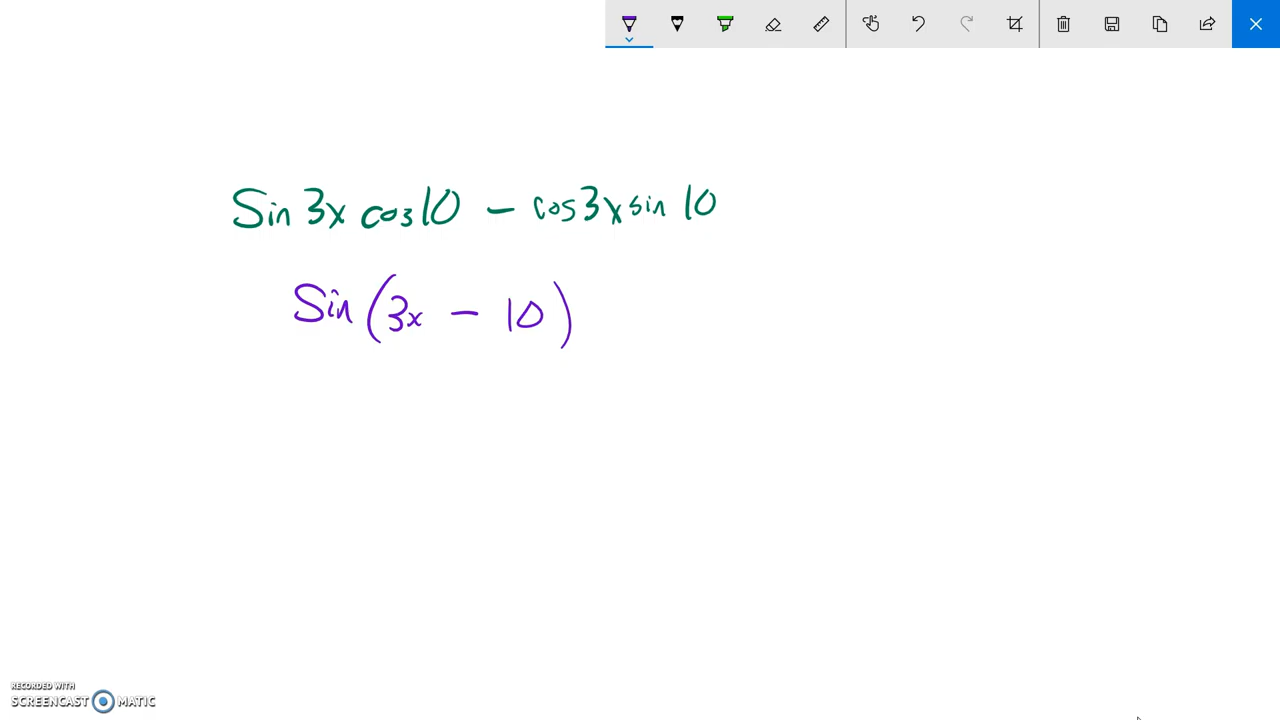 Sin 3x cos 10 − cos 3x sin 10
Sin (3x − 10)
RECORDED WITH
SCREENCAST MATIC